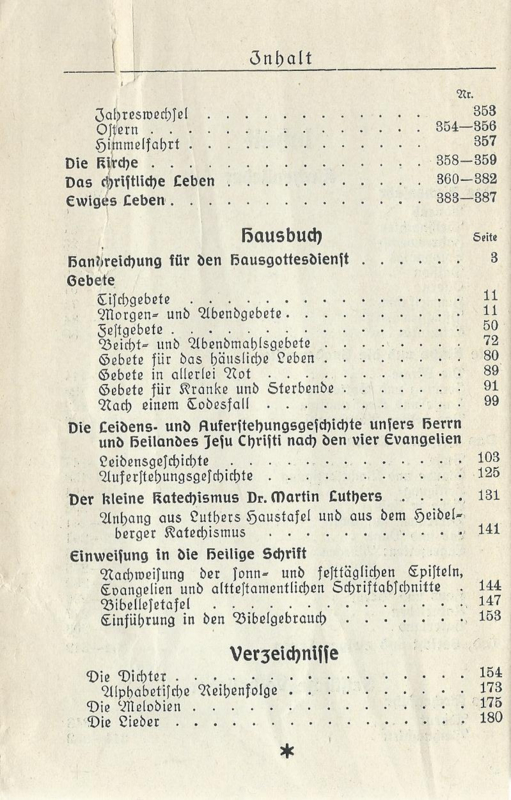 Inhalt
Nr.
Jahreswechsel . . . . . . . . . . . . . 353
Ostern . . . . . . . . . . . . . . . 354—356
Himmelfahrt . . . . . . . . . . . . . . 357
Die Kirche . . . . . . . . . . . . . . 358—359
Das christliche Leben . . . . . . . . . . . 360—382
Ewiges Leben . . . . . . . . . . . . . . 383—387
Hausbuch
Seite
Handreichung für den Hausgottesdienst . . . . . . 3
Gebete
Tischgebete . . . . . . . . . . . . . . 11
Morgen- und Abendgebete . . . . . . . . . . 11
Festgebete . . . . . . . . . . . . . . 50
Beicht- und Abendmahlsgebete . . . . . . . . 72
Gebete für das häusliche Leben . . . . . . . . 80
Gebete in allerlei Not . . . . . . . . . . 89
Gebete für Kranke und Sterbende . . . . . . . 91
Nach einem Todesfall . . . . . . . . . . . 99
Die Leidens- und Auferstehungsgeschichte unsers Herrn
und Heilandes Jesu Christi nach den vier Evangelien
Leidensgeschichte . . . . . . . . . . . . 103
Auferstehungsgeschichte . . . . . . . . . . 125
Der kleine Katechismus Dr. Martin Luthers . . . . 131
Anhang aus Luthers Haustafel und aus dem Heidel-
berger Katechismus . . . . . . . . . . . 141
Einweisung in die Heilige Schrift
Nachweisung der sonn- und festtäglichen Episteln,
Evangelien und alttestamentlichen Schriftabschnitte . 144
Bibellesetafel . . . . . . . . . . . . . 147
Einführung in den Bibelgebrauch . . . . . . . 153
Verzeichnisse
Die Dichter . . . . . . . . . . . . . . 154
Alphabetische Reihenfolge . . . . . . . . . 173
Die Melodien . . . . . . . . . . . . . . 175
Die Lieder . . . . . . . . . . . . . . 180
*